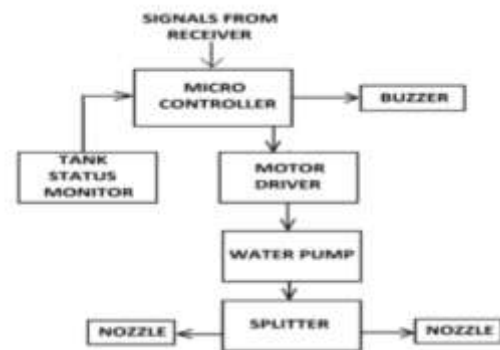 SIGNALS FROM
RECEIVER
MICRO
CONTROLLER
BUZZER
TANK
STATUS
MONITOR
MOTOR
DRIVER
WATER PUMP
SPLITTER
NOZZLE
NOZZLE